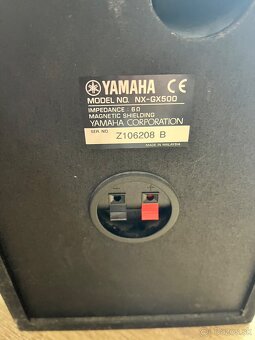 YAMAHA CE
MODEL NO. NX-GX500
IMPEDANCE : 6Ω
MAGNETIC SHIELDING
YAMAHA CORPORATION
SER. NO. Z106208 B
MADE IN MALAYSIA